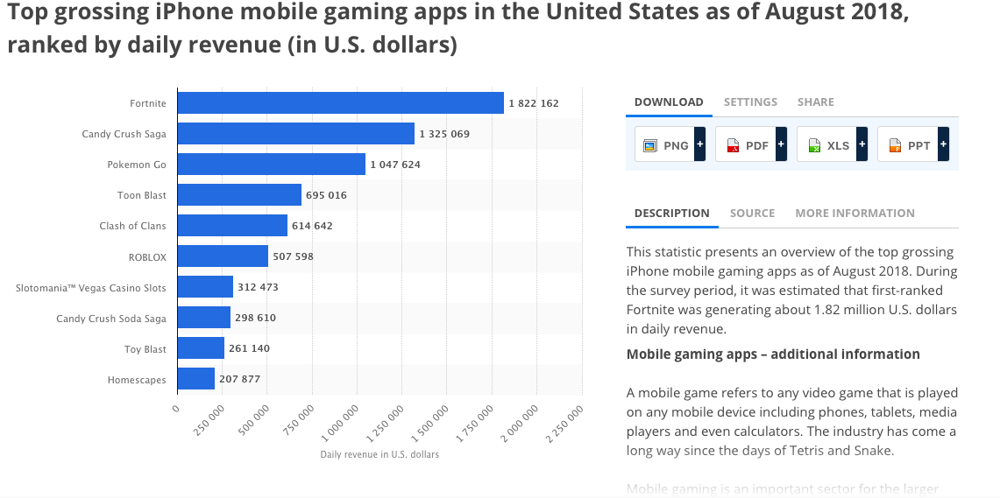 Top grossing iPhone mobile gaming apps in the United States as of August 2018,
ranked by daily revenue (in U.S. dollars)
Fortnite 1 822 162
Candy Crush Saga 1 325 069
Pokemon Go 1 047 624
Toon Blast 695 016
Clash of Clans 614 642
ROBLOX 507 598
Slotomania™ Vegas Casino Slots 312 473
Candy Crush Soda Saga 298 610
Toy Blast 261 140
Homescapes 207 877
0 250 000 500 000 750 000 1 000 000 1 250 000 1 500 000 1 750 000 2 000 000 2 250 000
Daily revenue in U.S. dollars
DOWNLOAD SETTINGS SHARE
PNG + PDF + XLS + PPT +
DESCRIPTION SOURCE MORE INFORMATION
This statistic presents an overview of the top grossing
iPhone mobile gaming apps as of August 2018. During
the survey period, it was estimated that first-ranked
Fortnite was generating about 1.82 million U.S. dollars
in daily revenue.
Mobile gaming apps – additional information
A mobile game refers to any video game that is played
on any mobile device including phones, tablets, media
players and even calculators. The industry has come a
long way since the days of Tetris and Snake.
Mobile gaming is an important sector for the larger